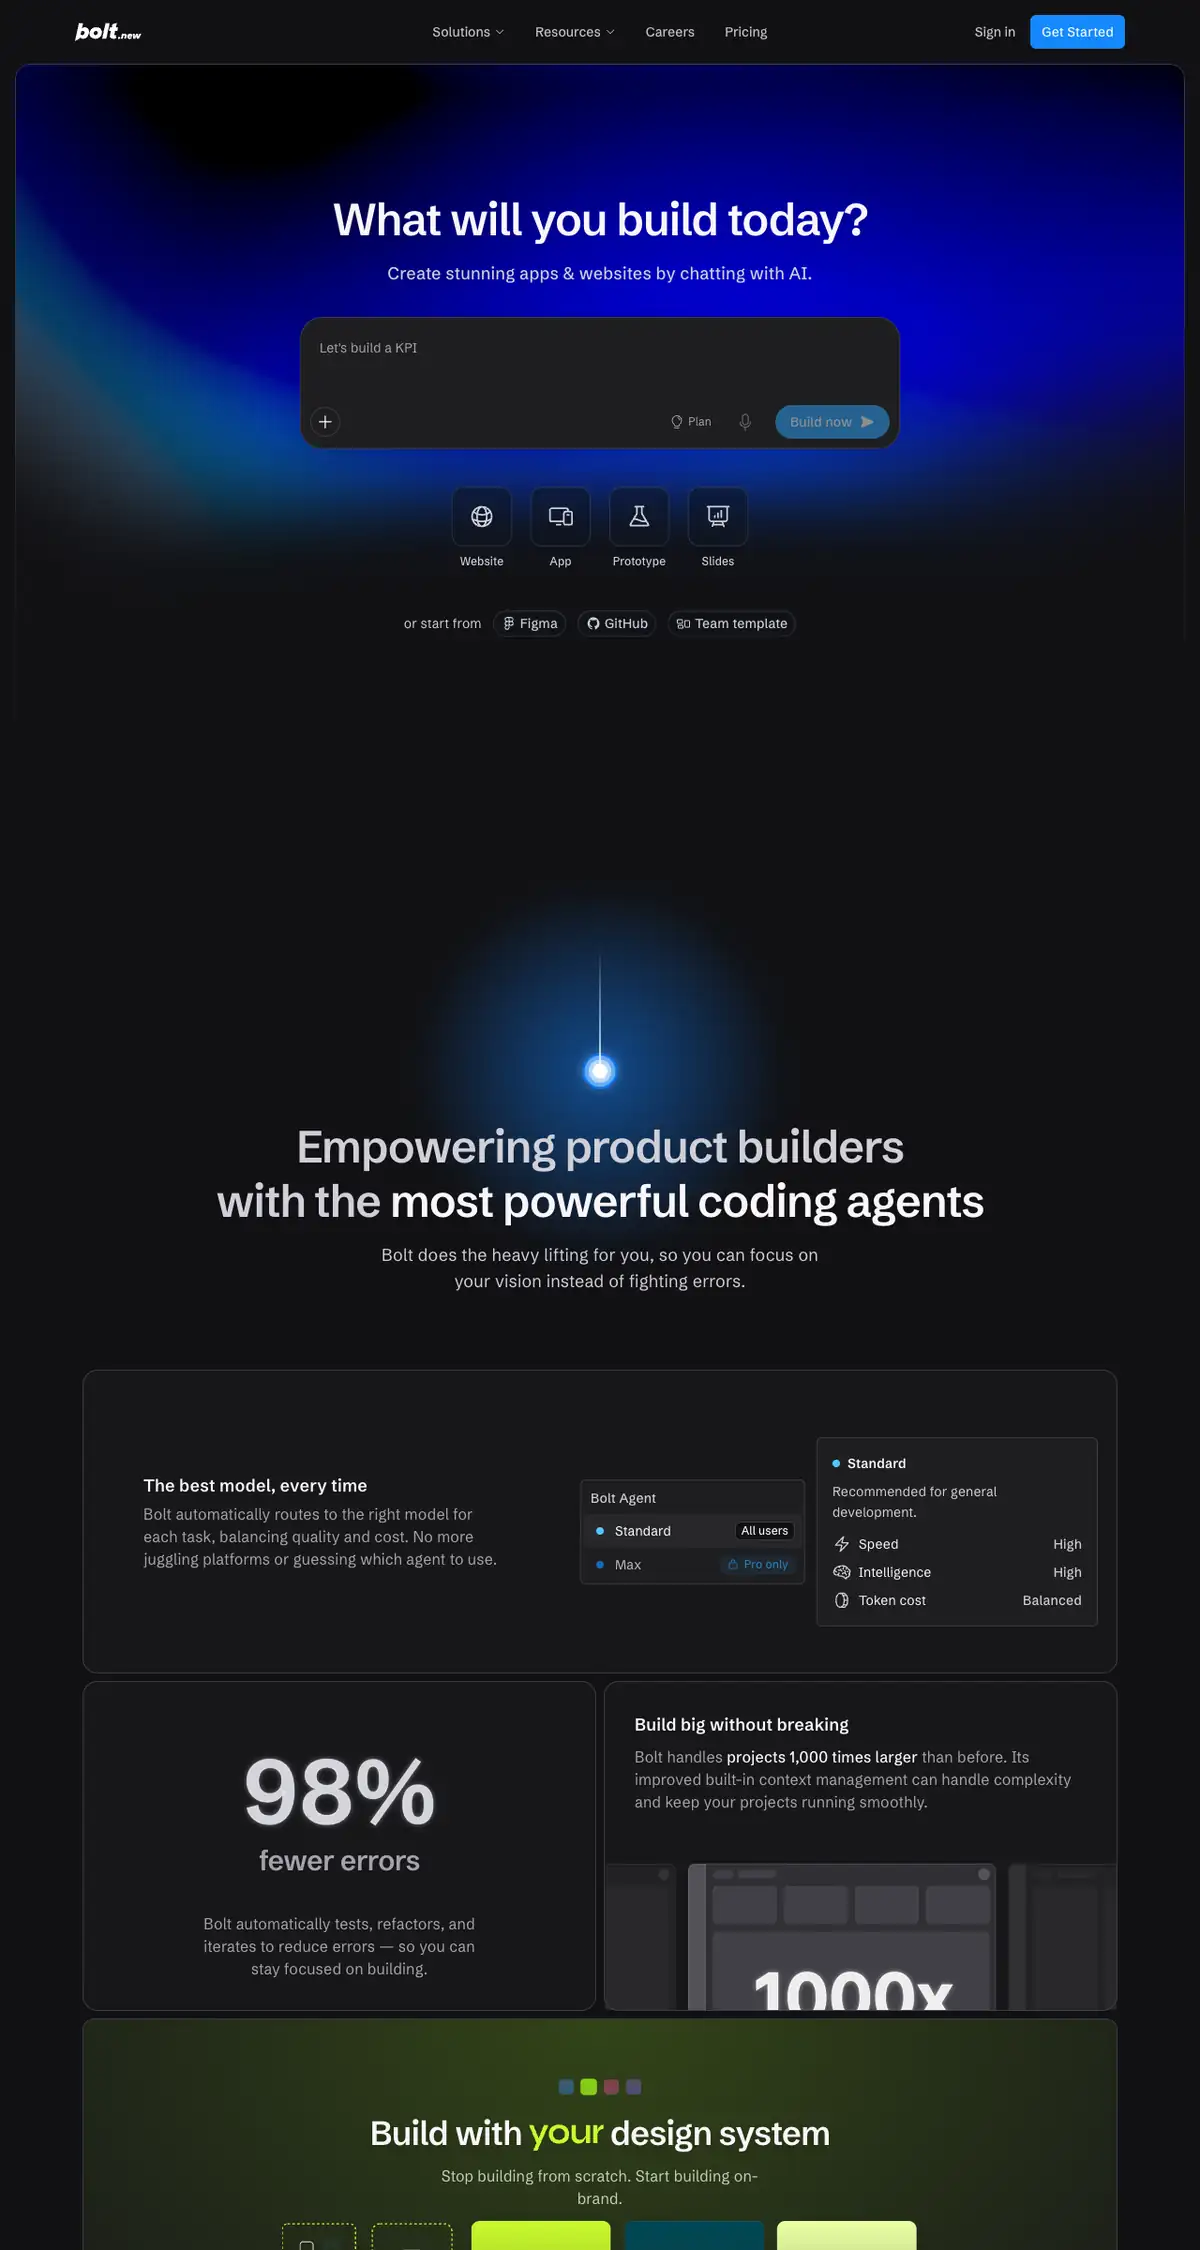 bolt.new
Solutions
Resources
Careers
Pricing
Sign in
Get Started
What will you build today?
Create stunning apps & websites by chatting with AI.
Let's build a KPI
Plan
Build now
Website
App
Prototype
Slides
or start from
Figma
GitHub
Team template
Empowering product builders
with the most powerful coding agents
Bolt does the heavy lifting for you, so you can focus on
your vision instead of fighting errors.
The best model, every time
Bolt automatically routes to the right model for
each task, balancing quality and cost. No more
juggling platforms or guessing which agent to use.
Bolt Agent
Standard
All users
Max
Pro only
Standard
Recommended for general
development.
Speed
High
Intelligence
High
Token cost
Balanced
98%
fewer errors
Bolt automatically tests, refactors, and
iterates to reduce errors — so you can
stay focused on building.
Build big without breaking
Bolt handles projects 1,000 times larger than before. Its
improved built-in context management can handle complexity
and keep your projects running smoothly.
1000x
Build with your design system
Stop building from scratch. Start building on-
brand.